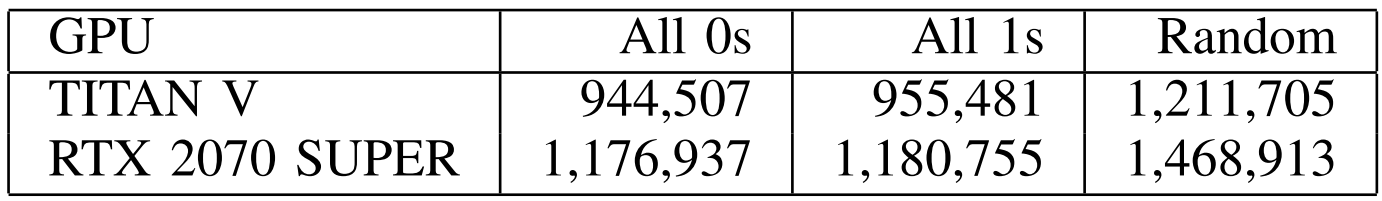 GPU All 0s All 1s Random
TITAN V 944,507 955,481 1,211,705
RTX 2070 SUPER 1,176,937 1,180,755 1,468,913